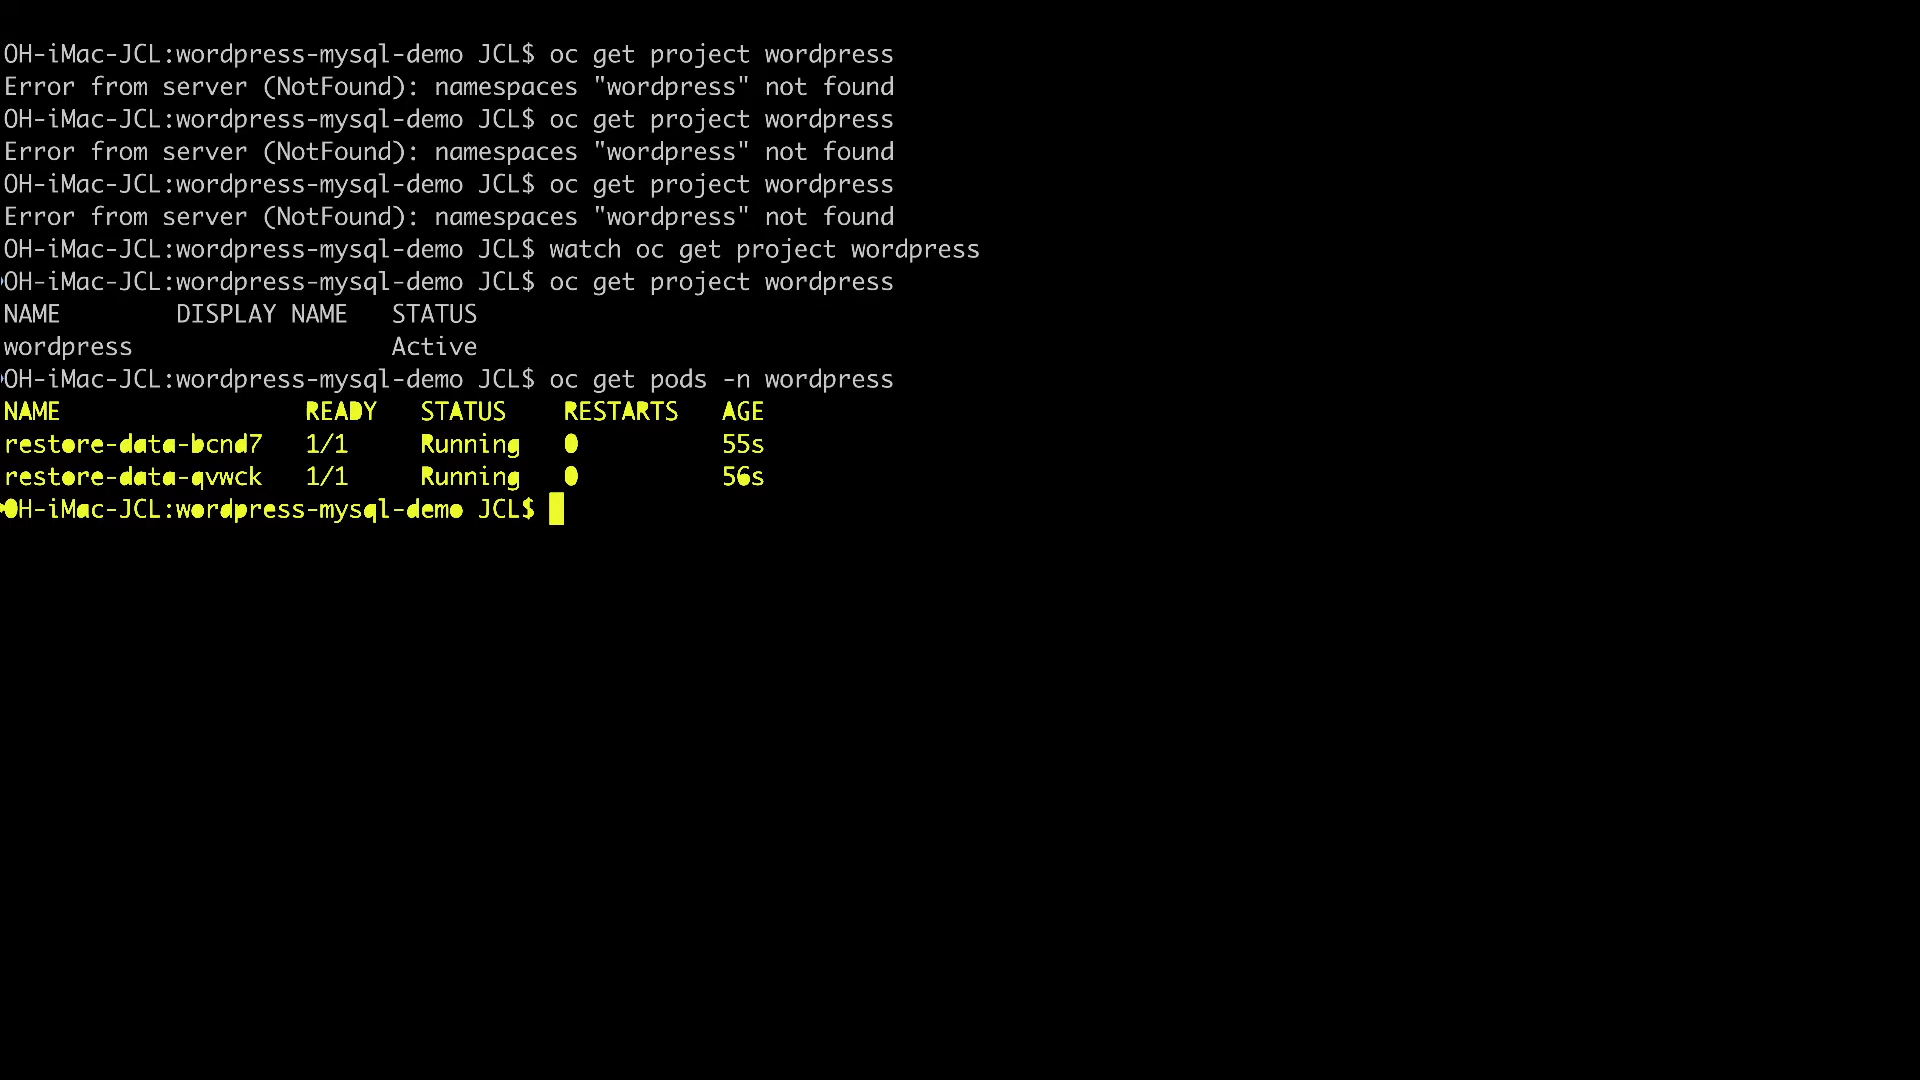 OH-iMac-JCL:wordpress-mysql-demo JCL$ oc get project wordpress
Error from server (NotFound): namespaces "wordpress" not found
OH-iMac-JCL:wordpress-mysql-demo JCL$ oc get project wordpress
Error from server (NotFound): namespaces "wordpress" not found
OH-iMac-JCL:wordpress-mysql-demo JCL$ oc get project wordpress
Error from server (NotFound): namespaces "wordpress" not found
OH-iMac-JCL:wordpress-mysql-demo JCL$ watch oc get project wordpress
OH-iMac-JCL:wordpress-mysql-demo JCL$ oc get project wordpress
NAME        DISPLAY NAME   STATUS
wordpress                  Active
OH-iMac-JCL:wordpress-mysql-demo JCL$ oc get pods -n wordpress
NAME                 READY   STATUS    RESTARTS   AGE
restore-data-bcnd7   1/1     Running   0          55s
restore-data-qvwck   1/1     Running   0          56s
OH-iMac-JCL:wordpress-mysql-demo JCL$